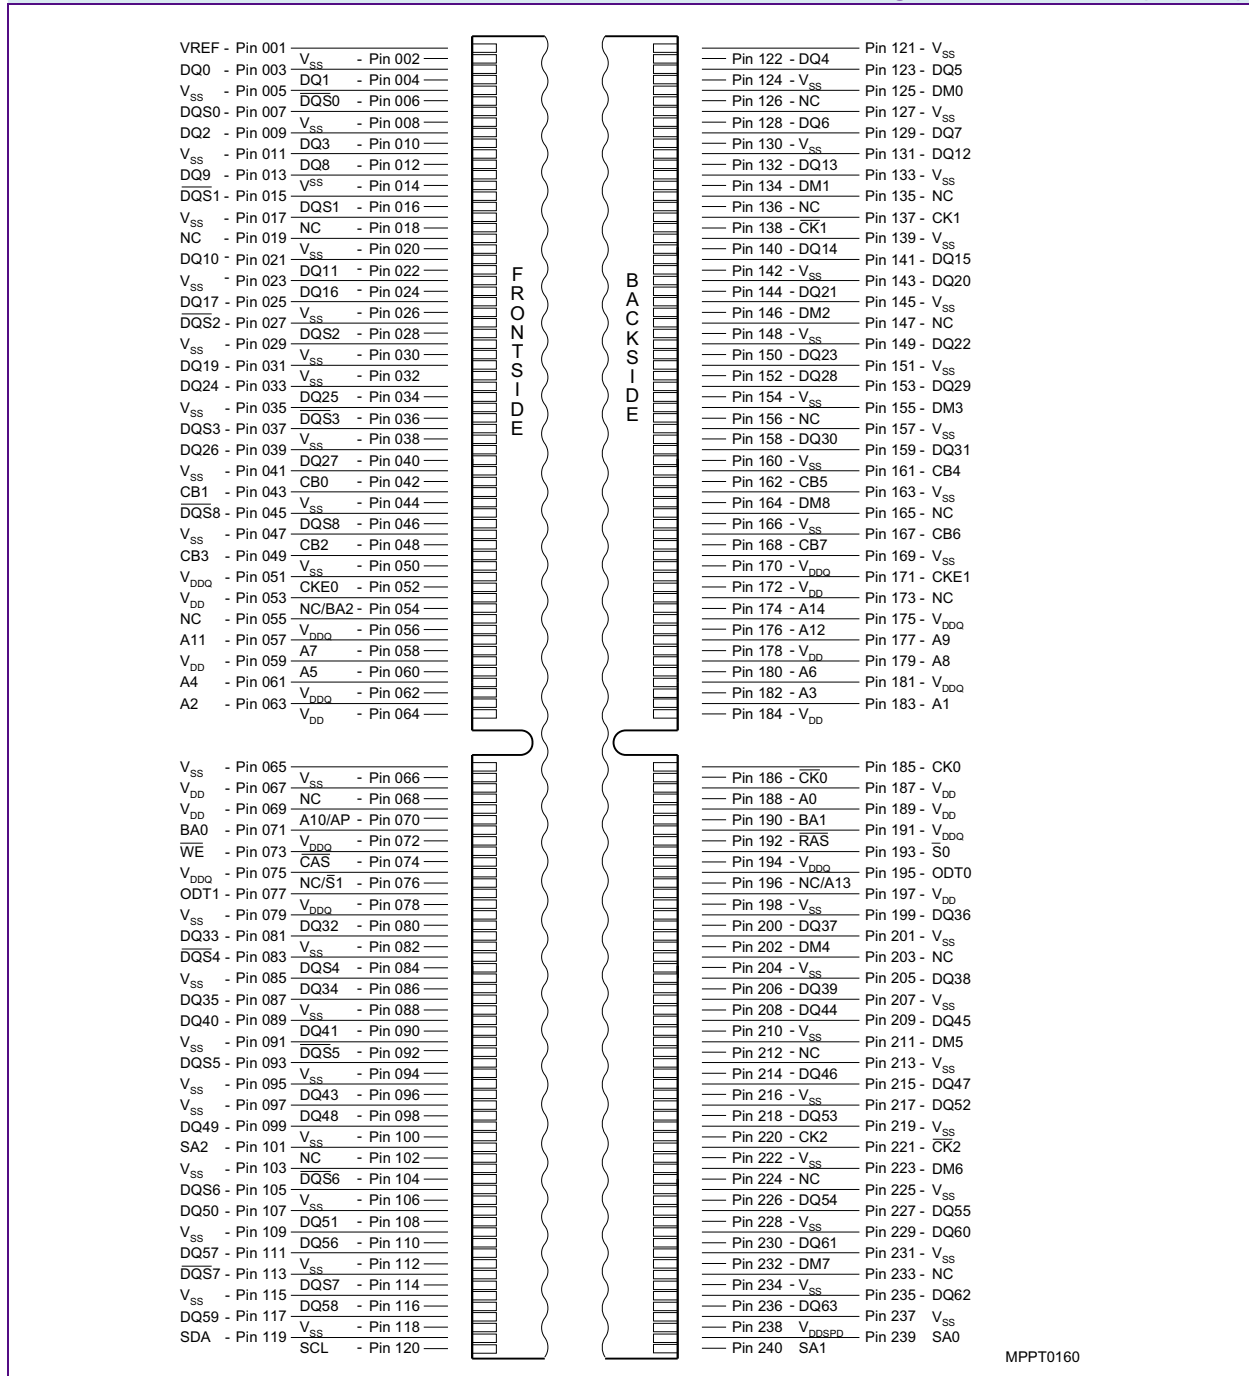 VREF - Pin 001
VSS - Pin 002
DQ0 - Pin 003
DQ1 - Pin 004
VSS - Pin 005
DQS0 - Pin 006
DQS0 - Pin 007
VSS - Pin 008
DQ2 - Pin 009
DQ3 - Pin 010
VSS - Pin 011
DQ8 - Pin 012
DQ9 - Pin 013
VSS - Pin 014
DQS1 - Pin 015
DQS1 - Pin 016
VSS - Pin 017
NC - Pin 018
NC - Pin 019
VSS - Pin 020
DQ10 - Pin 021
DQ11 - Pin 022
VSS - Pin 023
DQ16 - Pin 024
DQ17 - Pin 025
VSS - Pin 026
DQS2 - Pin 027
DQS2 - Pin 028
VSS - Pin 029
VSS - Pin 030
DQ19 - Pin 031
VSS - Pin 032
DQ24 - Pin 033
DQ25 - Pin 034
VSS - Pin 035
DQS3 - Pin 036
DQS3 - Pin 037
VSS - Pin 038
DQ26 - Pin 039
DQ27 - Pin 040
VSS - Pin 041
CB0 - Pin 042
CB1 - Pin 043
VSS - Pin 044
DQS8 - Pin 045
DQS8 - Pin 046
VSS - Pin 047
CB2 - Pin 048
CB3 - Pin 049
VSS - Pin 050
VDDQ - Pin 051
CKE0 - Pin 052
VDD - Pin 053
NC/BA2 - Pin 054
NC - Pin 055
VDDQ - Pin 056
A11 - Pin 057
A7 - Pin 058
VDD - Pin 059
A5 - Pin 060
A4 - Pin 061
VDDQ - Pin 062
A2 - Pin 063
VDD - Pin 064
VSS - Pin 065
VSS - Pin 066
VDD - Pin 067
NC - Pin 068
VDD - Pin 069
A10/AP - Pin 070
BA0 - Pin 071
VDDQ - Pin 072
WE - Pin 073
CAS - Pin 074
VDDQ - Pin 075
NC/S1 - Pin 076
ODT1 - Pin 077
VDDQ - Pin 078
VSS - Pin 079
DQ32 - Pin 080
DQ33 - Pin 081
VSS - Pin 082
DQS4 - Pin 083
DQS4 - Pin 084
VSS - Pin 085
DQ34 - Pin 086
DQ35 - Pin 087
VSS - Pin 088
DQ40 - Pin 089
DQ41 - Pin 090
VSS - Pin 091
DQS5 - Pin 092
DQS5 - Pin 093
VSS - Pin 094
VSS - Pin 095
DQ43 - Pin 096
VSS - Pin 097
DQ48 - Pin 098
DQ49 - Pin 099
VSS - Pin 100
SA2 - Pin 101
NC - Pin 102
VSS - Pin 103
DQS6 - Pin 104
DQS6 - Pin 105
VSS - Pin 106
DQ50 - Pin 107
DQ51 - Pin 108
VSS - Pin 109
DQ56 - Pin 110
DQ57 - Pin 111
VSS - Pin 112
DQS7 - Pin 113
DQS7 - Pin 114
VSS - Pin 115
DQ58 - Pin 116
DQ59 - Pin 117
VSS - Pin 118
SDA - Pin 119
SCL - Pin 120
FRONTSIDE
BACKSIDE
Pin 121 - VSS
Pin 122 - DQ4
Pin 123 - DQ5
Pin 124 - VSS
Pin 125 - DM0
Pin 126 - NC
Pin 127 - VSS
Pin 128 - DQ6
Pin 129 - DQ7
Pin 130 - VSS
Pin 131 - DQ12
Pin 132 - DQ13
Pin 133 - VSS
Pin 134 - DM1
Pin 135 - NC
Pin 136 - NC
Pin 137 - CK1
Pin 138 - CK1
Pin 139 - VSS
Pin 140 - DQ14
Pin 141 - DQ15
Pin 142 - VSS
Pin 143 - DQ20
Pin 144 - DQ21
Pin 145 - VSS
Pin 146 - DM2
Pin 147 - NC
Pin 148 - VSS
Pin 149 - DQ22
Pin 150 - DQ23
Pin 151 - VSS
Pin 152 - DQ28
Pin 153 - DQ29
Pin 154 - VSS
Pin 155 - DM3
Pin 156 - NC
Pin 157 - VSS
Pin 158 - DQ30
Pin 159 - DQ31
Pin 160 - VSS
Pin 161 - CB4
Pin 162 - CB5
Pin 163 - VSS
Pin 164 - DM8
Pin 165 - NC
Pin 166 - VSS
Pin 167 - CB6
Pin 168 - CB7
Pin 169 - VSS
Pin 170 - VDDQ
Pin 171 - CKE1
Pin 172 - VDD
Pin 173 - NC
Pin 174 - A14
Pin 175 - VDDQ
Pin 176 - A12
Pin 177 - A9
Pin 178 - VDD
Pin 179 - A8
Pin 180 - A6
Pin 181 - VDDQ
Pin 182 - A3
Pin 183 - A1
Pin 184 - VDD
Pin 185 - CK0
Pin 186 - CK0
Pin 187 - VDD
Pin 188 - A0
Pin 189 - VDD
Pin 190 - BA1
Pin 191 - VDDQ
Pin 192 - RAS
Pin 193 - S0
Pin 194 - VDDQ
Pin 195 - ODT0
Pin 196 - NC/A13
Pin 197 - VDD
Pin 198 - VSS
Pin 199 - DQ36
Pin 200 - DQ37
Pin 201 - VSS
Pin 202 - DM4
Pin 203 - NC
Pin 204 - VSS
Pin 205 - DQ38
Pin 206 - DQ39
Pin 207 - VSS
Pin 208 - DQ44
Pin 209 - DQ45
Pin 210 - VSS
Pin 211 - DM5
Pin 212 - NC
Pin 213 - VSS
Pin 214 - DQ46
Pin 215 - DQ47
Pin 216 - VSS
Pin 217 - DQ52
Pin 218 - DQ53
Pin 219 - VSS
Pin 220 - CK2
Pin 221 - CK2
Pin 222 - VSS
Pin 223 - DM6
Pin 224 - NC
Pin 225 - VSS
Pin 226 - DQ54
Pin 227 - DQ55
Pin 228 - VSS
Pin 229 - DQ60
Pin 230 - DQ61
Pin 231 - VSS
Pin 232 - DM7
Pin 233 - NC
Pin 234 - VSS
Pin 235 - DQ62
Pin 236 - DQ63
Pin 237 VSS
Pin 238 VDDSPD
Pin 239 SA0
Pin 240 SA1
MPPT0160